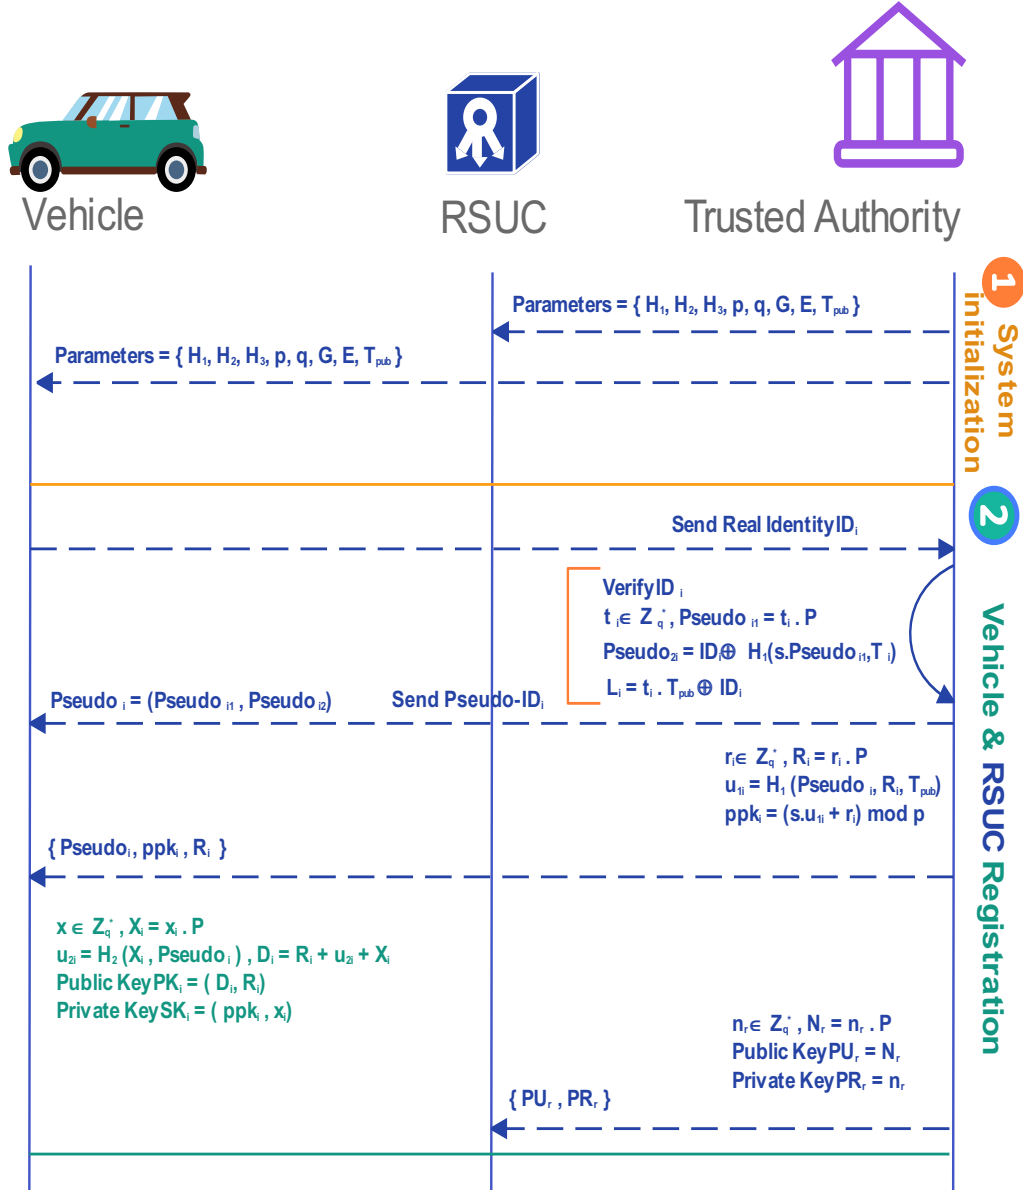 Vehicle
RSUC
Trusted Authority
1 System initialization
Parameters = { H₁, H₂, H₃, p, q, G, E, Tpub }
Parameters = { H₁, H₂, H₃, p, q, G, E, Tpub }
2 Vehicle & RSUC Registration
Send Real Identity IDᵢ
Verify IDᵢ
tᵢ ∈ Zq*, Pseudoᵢ₁ = tᵢ . P
Pseudo₂ᵢ = IDᵢ ⊕ H₁(s.Pseudoᵢ₁,Tᵢ)
Lᵢ = tᵢ . Tpub ⊕ IDᵢ
Pseudoᵢ = (Pseudoᵢ₁ , Pseudoᵢ₂)
Send Pseudo-IDᵢ
rᵢ ∈ Zq*, Rᵢ = rᵢ . P
u₁ᵢ = H₁ (Pseudoᵢ, Rᵢ, Tpub)
ppkᵢ = (s.u₁ᵢ + rᵢ) mod p
{ Pseudoᵢ, ppkᵢ , Rᵢ }
x ∈ Zq*, Xᵢ = xᵢ . P
u₂ᵢ = H₂ (Xᵢ , Pseudoᵢ ) , Dᵢ = Rᵢ + u₂ᵢ + Xᵢ
Public Key PKᵢ = ( Dᵢ, Rᵢ)
Private Key SKᵢ = ( ppkᵢ , xᵢ)
nᵣ ∈ Zq*, Nᵣ = nᵣ . P
Public Key PUᵣ = Nᵣ
Private Key PRᵣ = nᵣ
{ PUᵣ , PRᵣ }